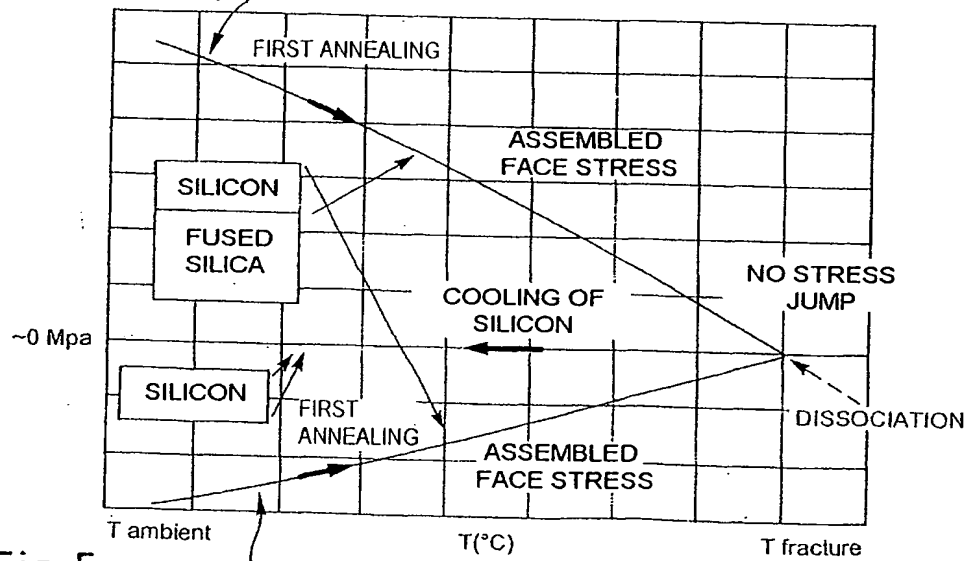 FIRST ANNEALING
ASSEMBLED
FACE STRESS
SILICON
FUSED
SILICA
NO STRESS
JUMP
COOLING OF
SILICON
~0 Mpa
SILICON
FIRST
ANNEALING
DISSOCIATION
ASSEMBLED
FACE STRESS
T ambient
T(°C)
T fracture